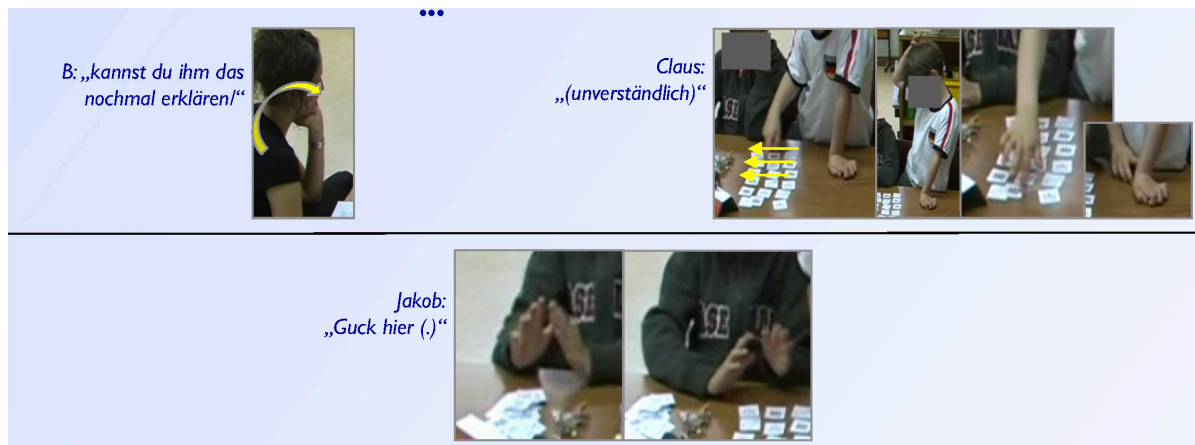 •••
B: „kannst du ihm das
nochmal erklären/“
Claus:
„(unverständlich)“
Jakob:
„Guck hier (.)“